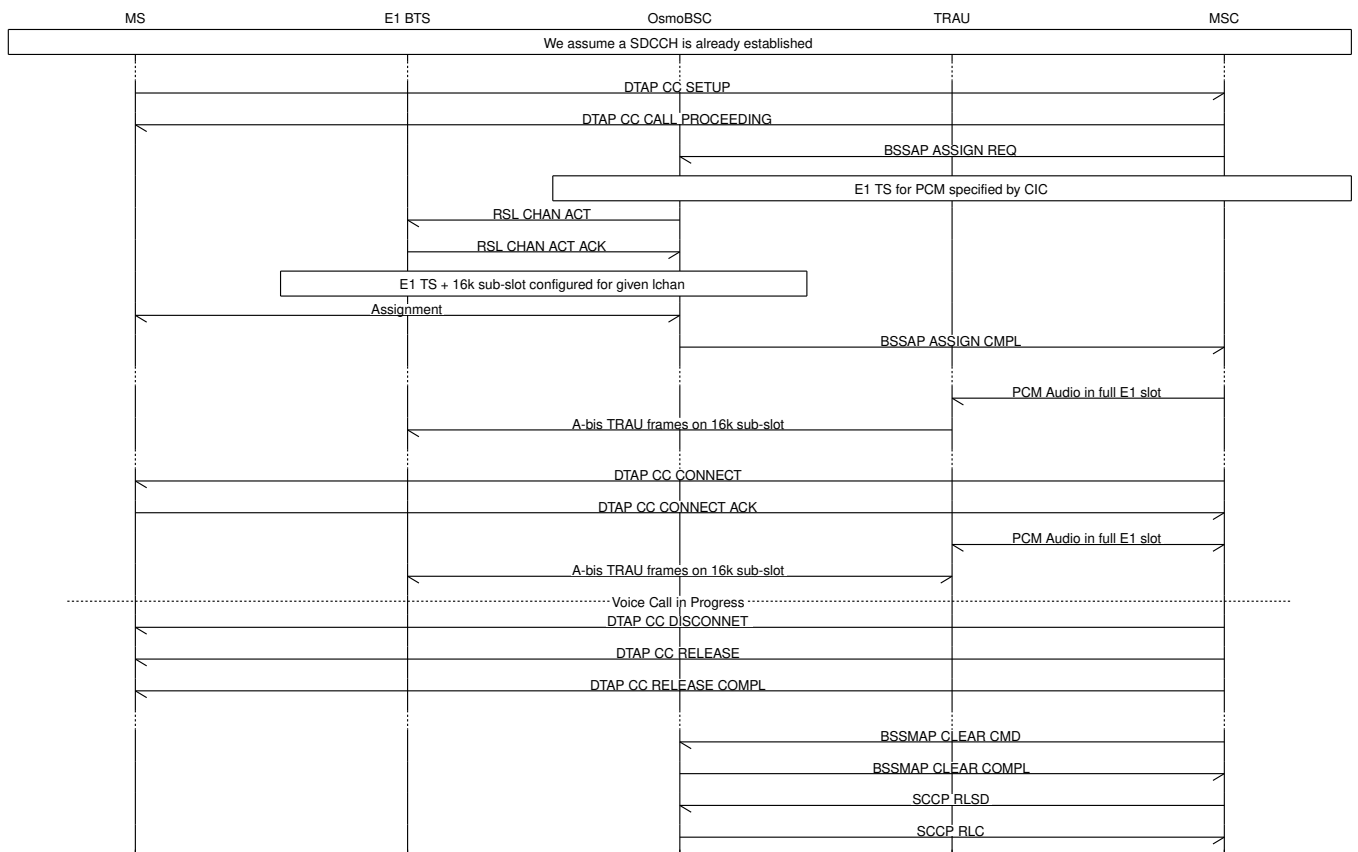 MS E1 BTS OsmoBSC TRAU MSC
We assume a SDCCH is already established
DTAP CC SETUP
DTAP CC CALL PROCEEDING
BSSAP ASSIGN REQ
E1 TS for PCM specified by CIC
RSL CHAN ACT
RSL CHAN ACT ACK
E1 TS + 16k sub-slot configured for given lchan
Assignment
BSSAP ASSIGN CMPL
PCM Audio in full E1 slot
A-bis TRAU frames on 16k sub-slot
DTAP CC CONNECT
DTAP CC CONNECT ACK
PCM Audio in full E1 slot
A-bis TRAU frames on 16k sub-slot
Voice Call in Progress
DTAP CC DISCONNET
DTAP CC RELEASE
DTAP CC RELEASE COMPL
BSSMAP CLEAR CMD
BSSMAP CLEAR COMPL
SCCP RLSD
SCCP RLC